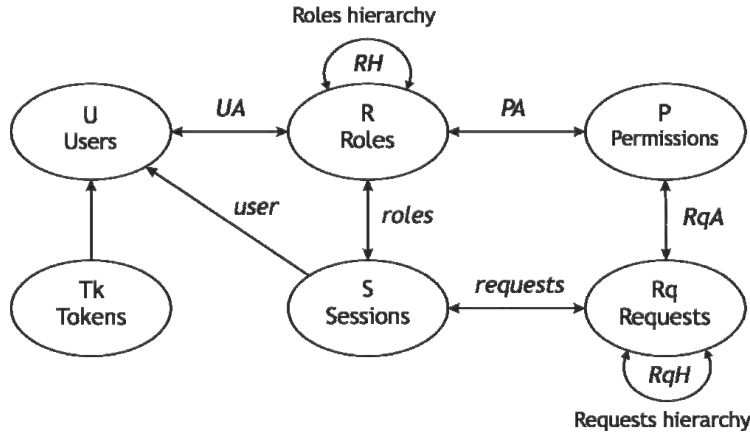 Roles hierarchy
RH
U
Users
UA
R
Roles
PA
P
Permissions
user
roles
RqA
Tk
Tokens
S
Sessions
requests
Rq
Requests
RqH
Requests hierarchy